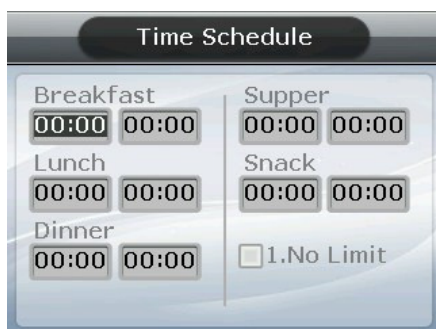 Time Schedule
Breakfast
00:00 00:00
Lunch
00:00 00:00
Dinner
00:00 00:00
Supper
00:00 00:00
Snack
00:00 00:00
1.No Limit